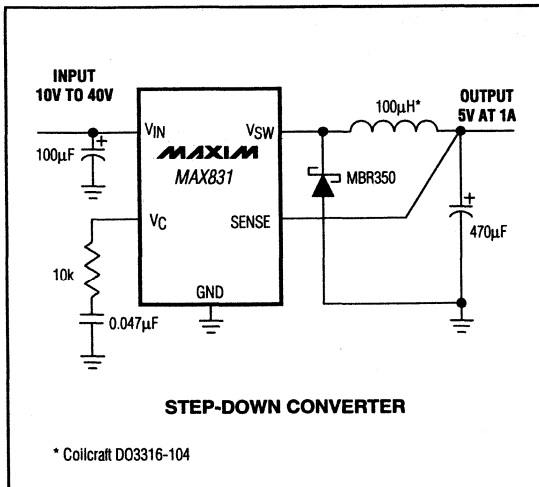 INPUT
10V TO 40V
100µF
+
VIN
VSW
MAXIM
MAX831
100µH*
OUTPUT
5V AT 1A
MBR350
+
470µF
VC
SENSE
10k
GND
0.047µF
STEP-DOWN CONVERTER
* Coilcraft DO3316-104